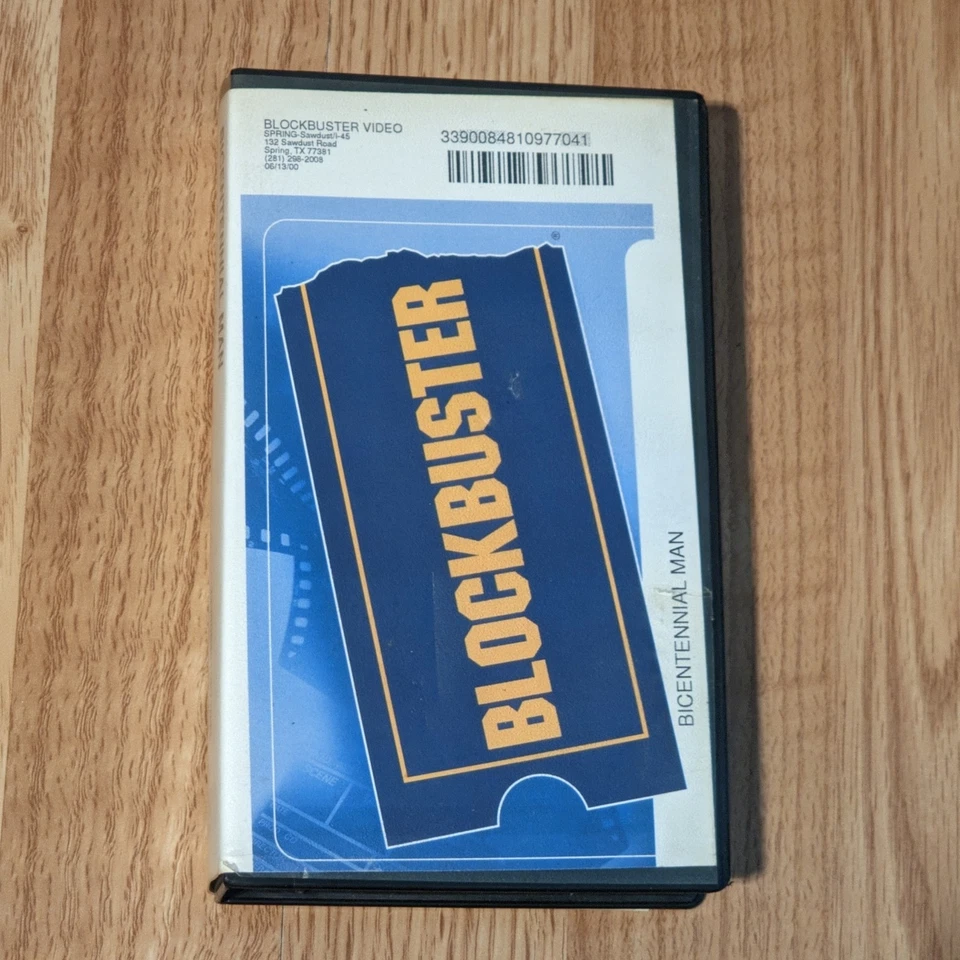 BLOCKBUSTER VIDEO
SPRING-Sawdust/I-45
132 Sawdust Road
Spring, TX 77381
(281) 298-2008
06/13/00
3390084810977041
®
BLOCKBUSTER
BICENTENNIAL MAN
SCENE